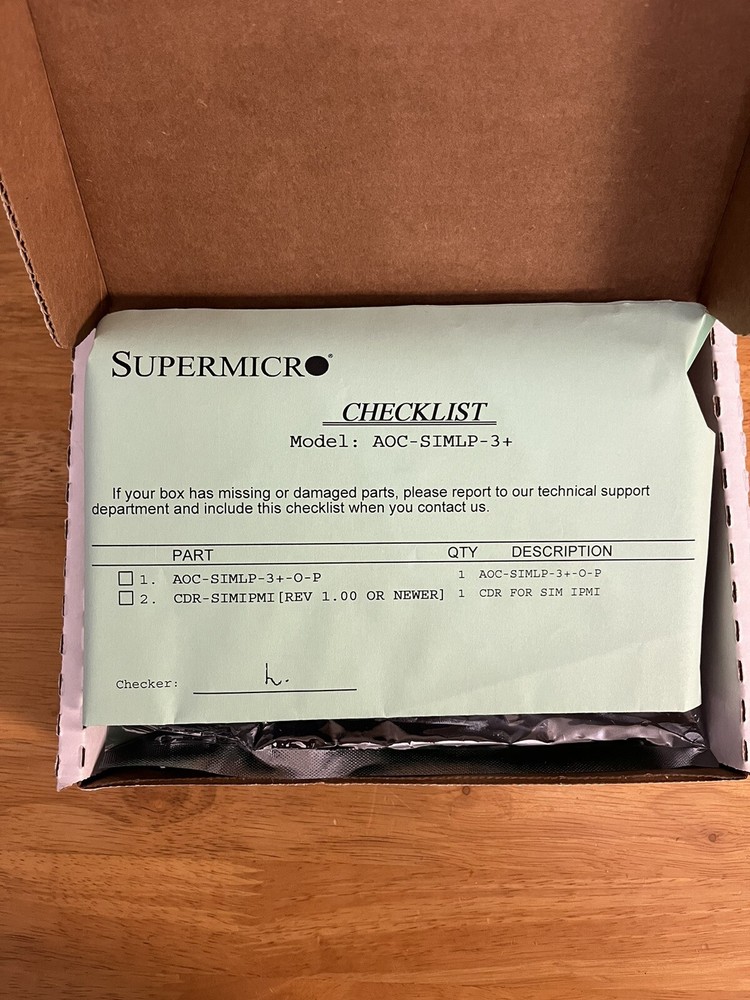 SUPERMICRO®
CHECKLIST
Model: AOC-SIMLP-3+
If your box has missing or damaged parts, please report to our technical support
department and include this checklist when you contact us.
PART QTY DESCRIPTION
1. AOC-SIMLP-3+-O-P 1 AOC-SIMLP-3+-O-P
2. CDR-SIMIPMI[REV 1.00 OR NEWER] 1 CDR FOR SIM IPMI
Checker: h.